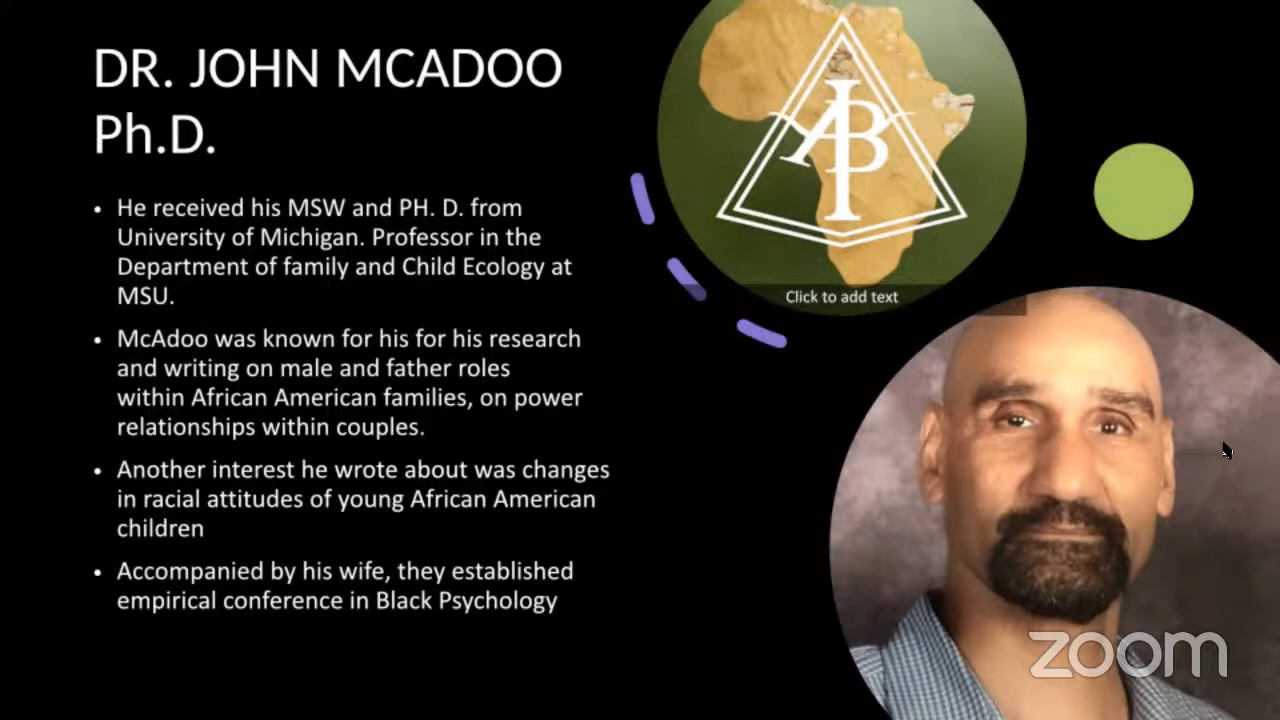 DR. JOHN MCADOO
Ph.D.
• He received his MSW and PH. D. from
University of Michigan. Professor in the
Department of family and Child Ecology at
MSU.
• McAdoo was known for his for his research
and writing on male and father roles
within African American families, on power
relationships within couples.
• Another interest he wrote about was changes
in racial attitudes of young African American
children
• Accompanied by his wife, they established
empirical conference in Black Psychology
ABP
Click to add text
zoom